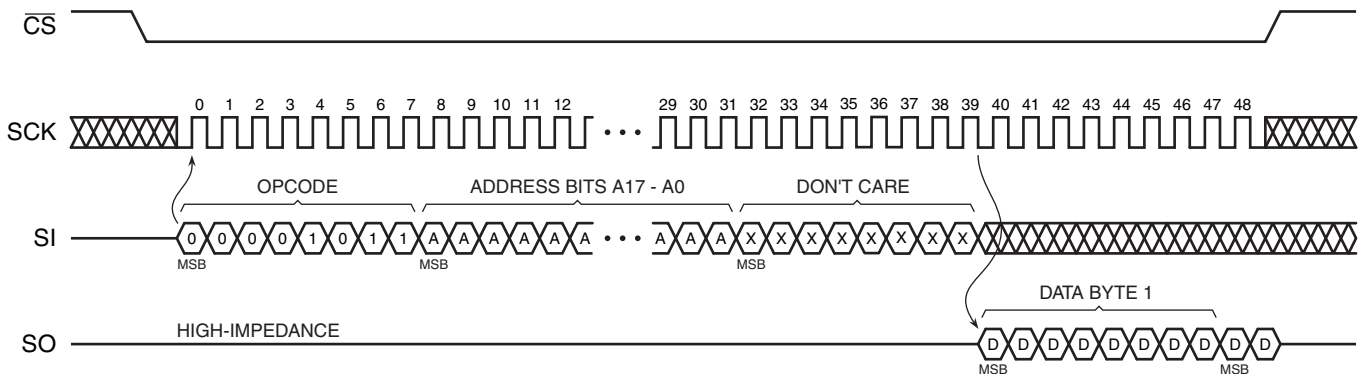 CS
SCK
0 1 2 3 4 5 6 7 8 9 10 11 12 29 30 31 32 33 34 35 36 37 38 39 40 41 42 43 44 45 46 47 48
• • •
OPCODE ADDRESS BITS A17 - A0 DON'T CARE
SI
0 0 0 0 1 0 1 1 A A A A A A • • • A A A X X X X X X X X
MSB MSB MSB
DATA BYTE 1
HIGH-IMPEDANCE
SO
D D D D D D D D D D
MSB MSB